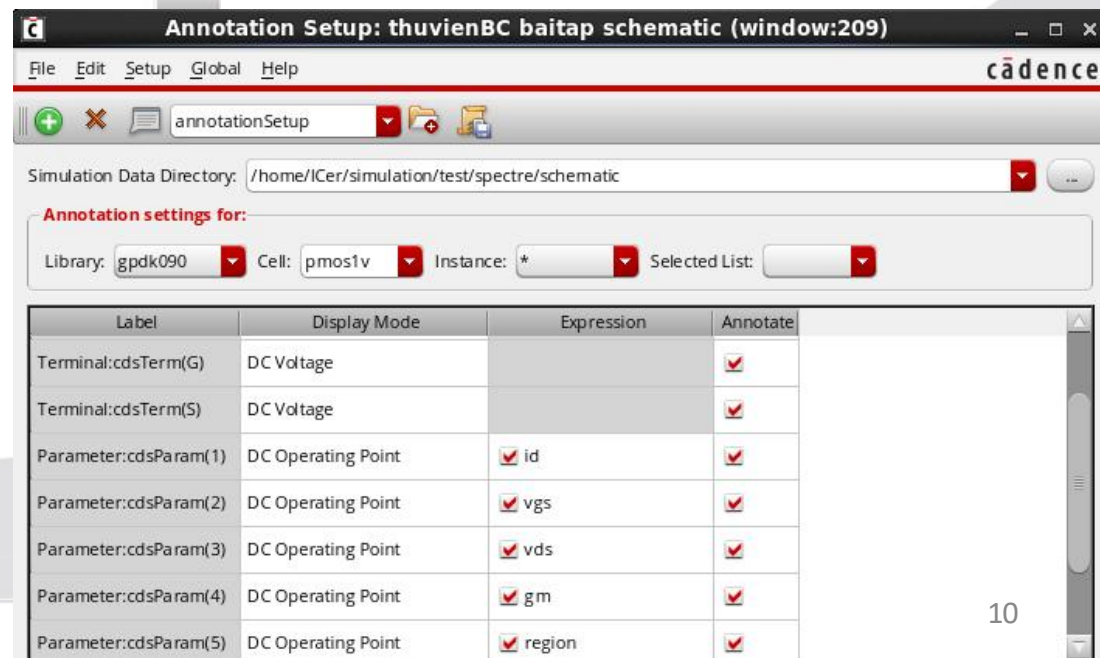 Annotation Setup: thuvienBC baitap schematic (window:209)
File Edit Setup Global Help
cādence
annotationSetup
Simulation Data Directory: /home/ICer/simulation/test/spectre/schematic ...
Annotation settings for:
Library: gpdk090 Cell: pmos1v Instance: * Selected List:
Label Display Mode Expression Annotate
Terminal:cdsTerm(G) DC Voltage
Terminal:cdsTerm(S) DC Voltage
Parameter:cdsParam(1) DC Operating Point id
Parameter:cdsParam(2) DC Operating Point vgs
Parameter:cdsParam(3) DC Operating Point vds
Parameter:cdsParam(4) DC Operating Point gm
10
Parameter:cdsParam(5) DC Operating Point region